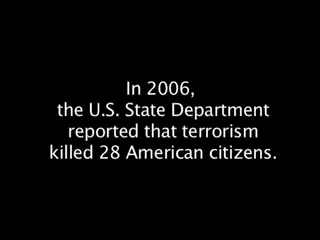 In 2006,
the U.S. State Department
reported that terrorism
killed 28 American citizens.